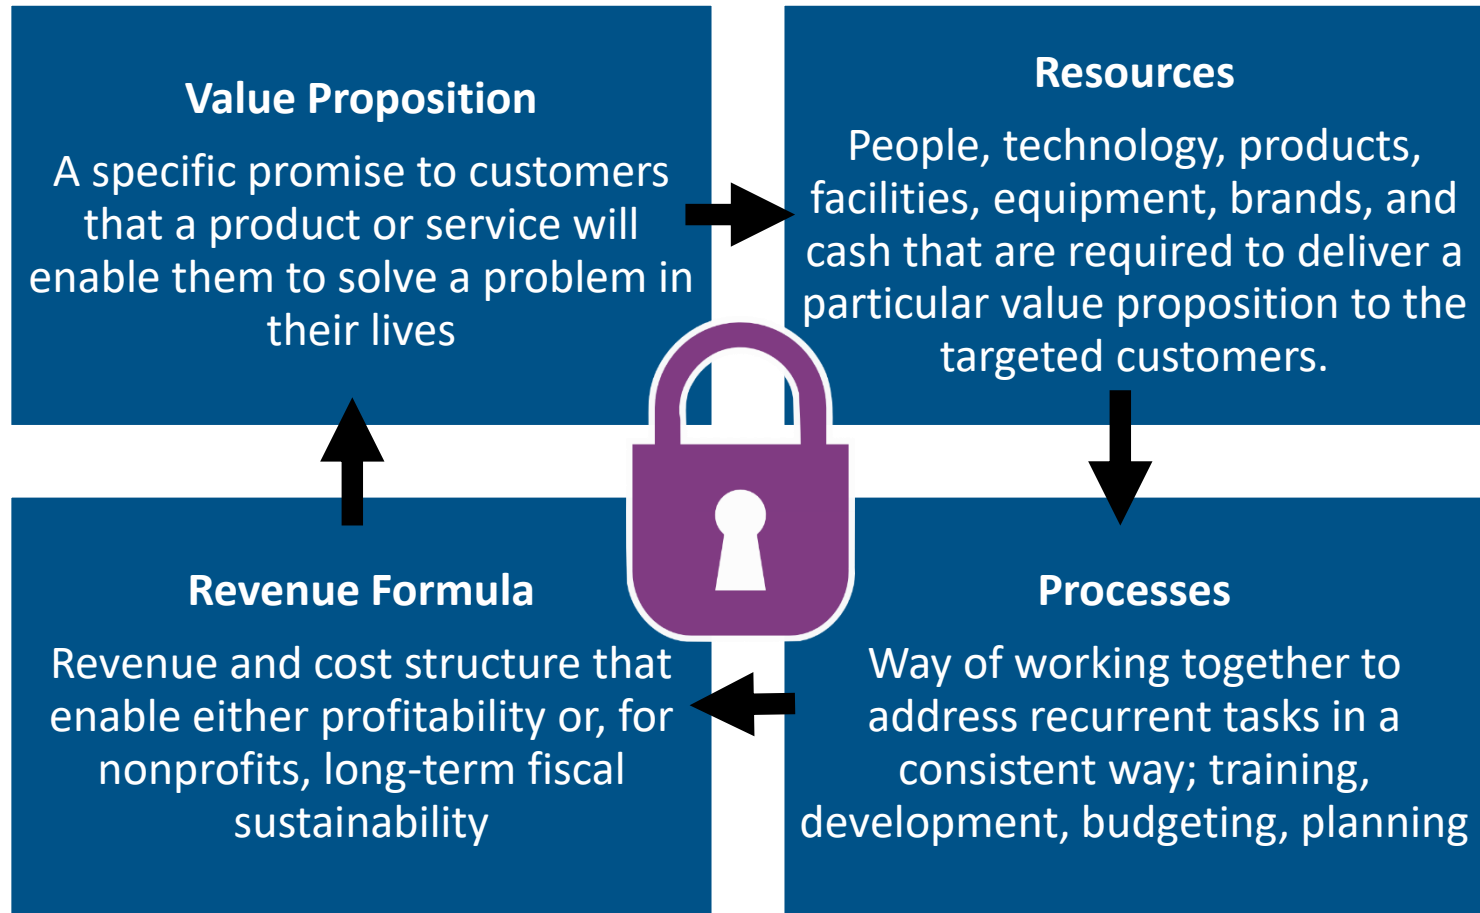 Value Proposition
A specific promise to customers
that a product or service will
enable them to solve a problem in
their lives
Resources
People, technology, products,
facilities, equipment, brands, and
cash that are required to deliver a
particular value proposition to the
targeted customers.
Revenue Formula
Revenue and cost structure that
enable either profitability or, for
nonprofits, long-term fiscal
sustainability
Processes
Way of working together to
address recurrent tasks in a
consistent way; training,
development, budgeting, planning